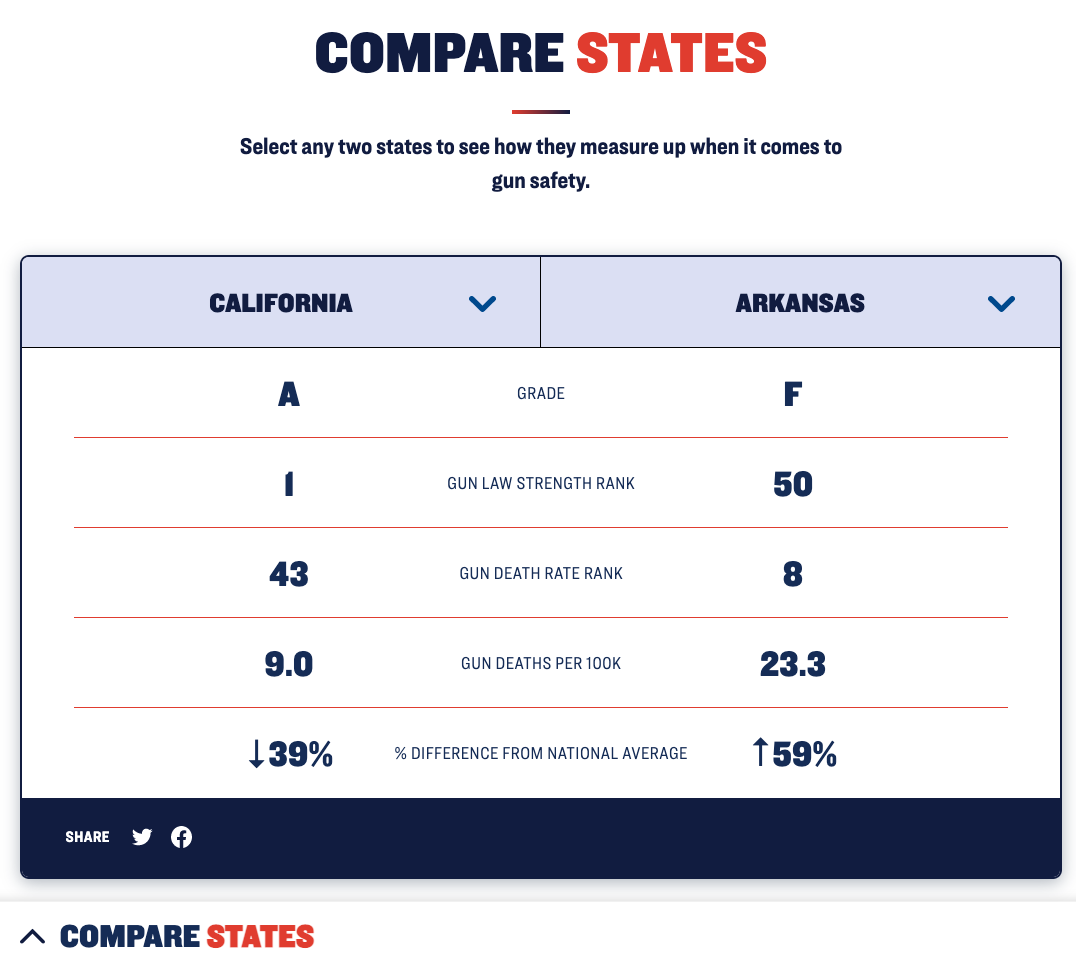 COMPARE STATES
Select any two states to see how they measure up when it comes to
gun safety.
CALIFORNIA ARKANSAS
A GRADE F
1 GUN LAW STRENGTH RANK 50
43 GUN DEATH RATE RANK 8
9.0 GUN DEATHS PER 100K 23.3
↓39% % DIFFERENCE FROM NATIONAL AVERAGE ↑59%
SHARE
COMPARE STATES